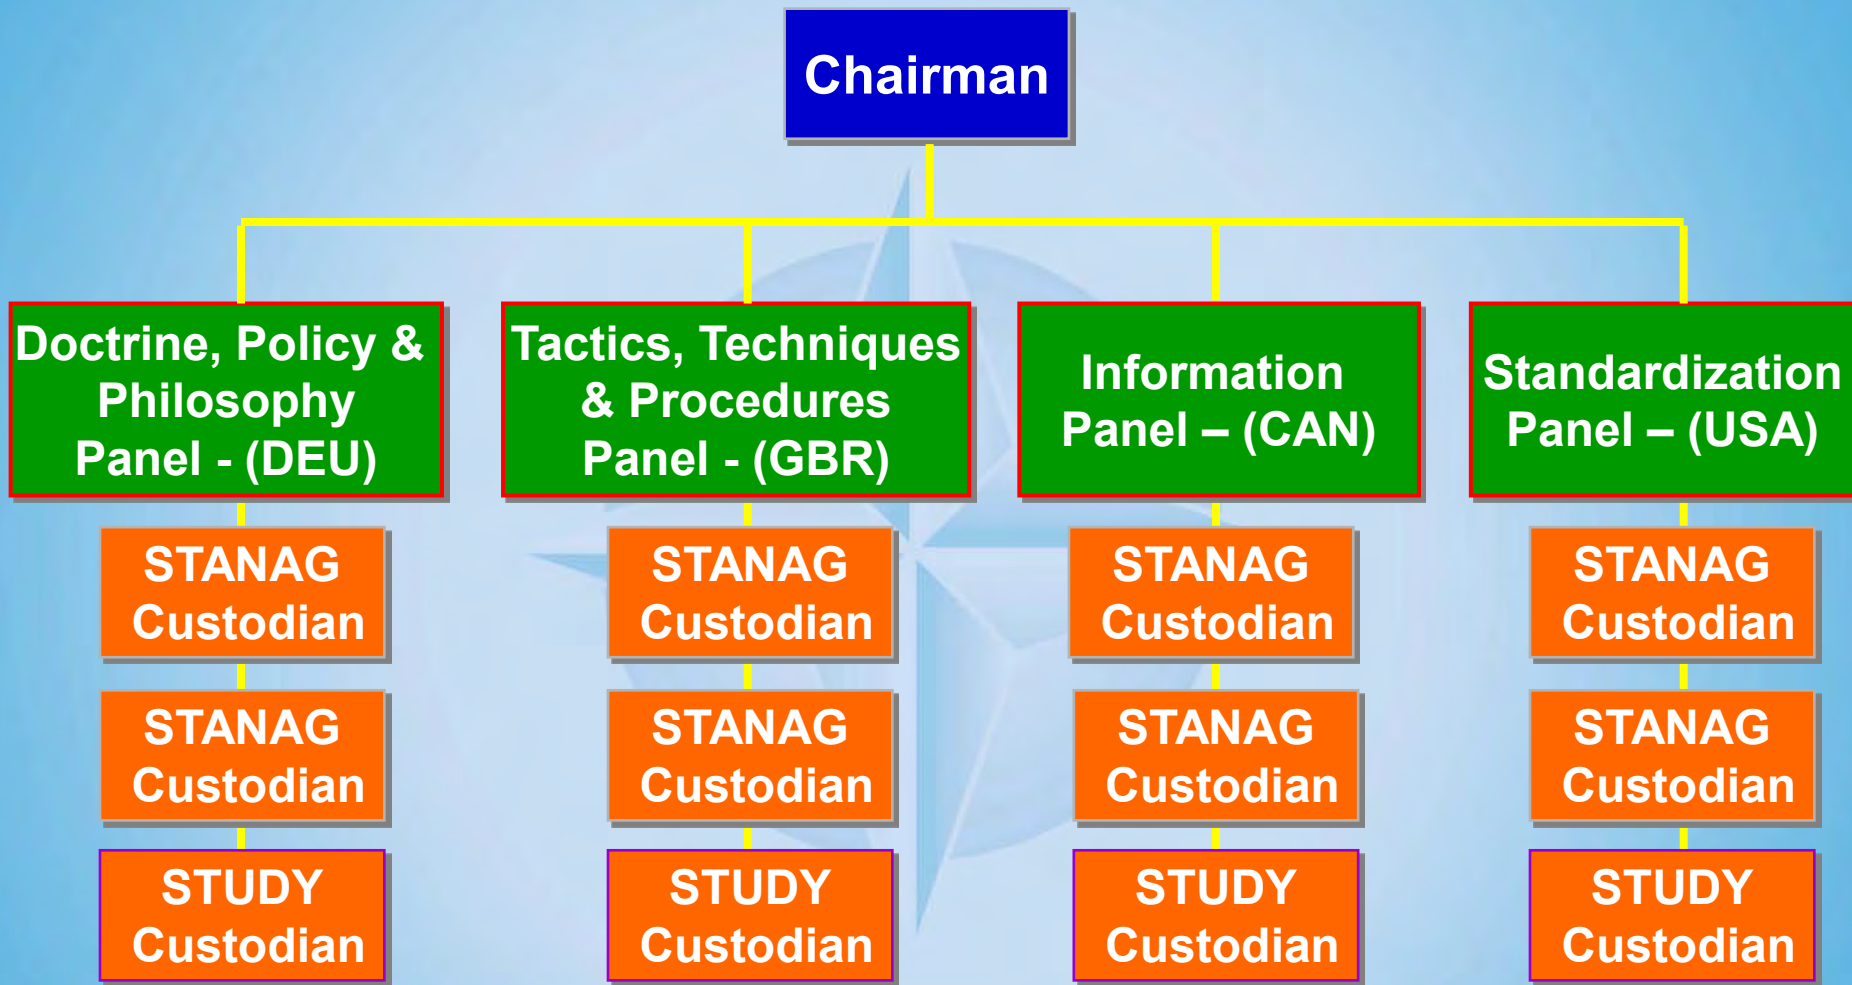 Chairman
Doctrine, Policy &
Philosophy
Panel - (DEU)
Tactics, Techniques
& Procedures
Panel - (GBR)
Information
Panel – (CAN)
Standardization
Panel – (USA)
STANAG
Custodian
STANAG
Custodian
STANAG
Custodian
STANAG
Custodian
STANAG
Custodian
STANAG
Custodian
STANAG
Custodian
STANAG
Custodian
STUDY
Custodian
STUDY
Custodian
STUDY
Custodian
STUDY
Custodian